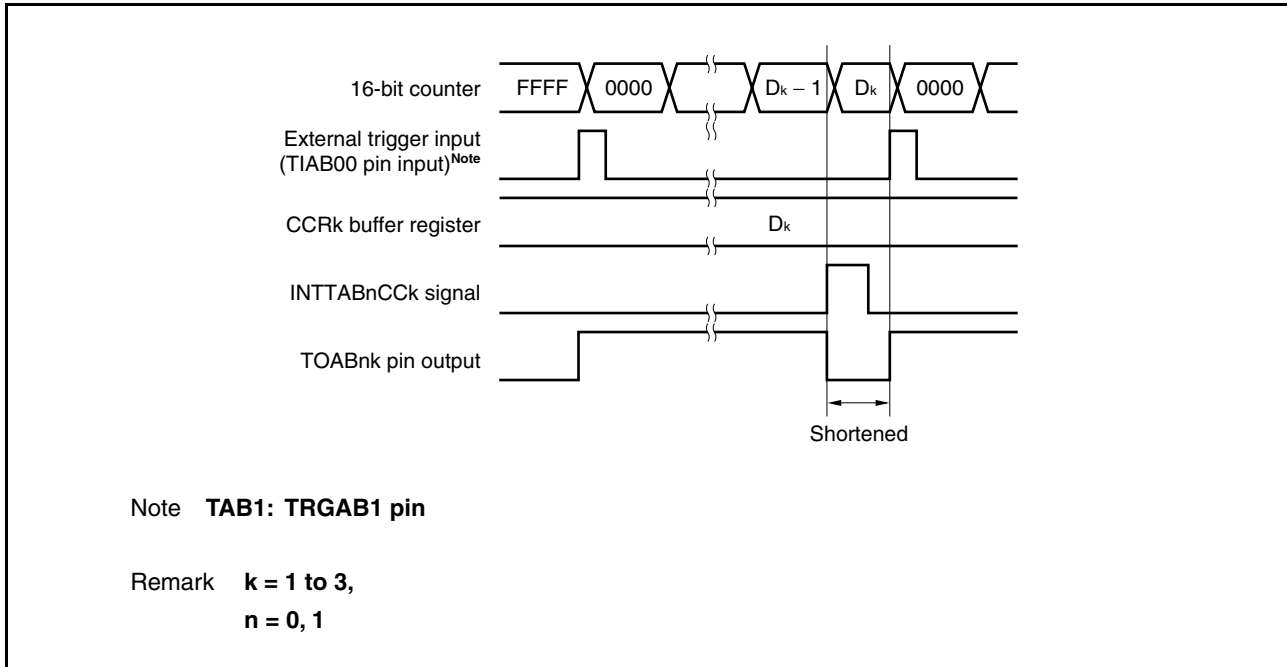 16-bit counter FFFF 0000 Dk − 1 Dk 0000
External trigger input
(TIAB00 pin input)Note
CCRk buffer register Dk
INTTABnCCk signal
TOABnk pin output
Shortened
Note TAB1: TRGAB1 pin
Remark k = 1 to 3,
n = 0, 1